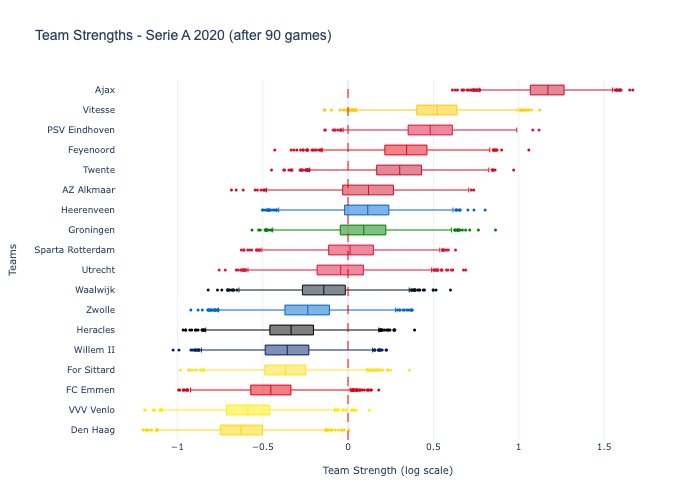 Team Strengths - Serie A 2020 (after 90 games)
Ajax
Vitesse
PSV Eindhoven
Feyenoord
Twente
AZ Alkmaar
Heerenveen
Groningen
Sparta Rotterdam
Utrecht
Waalwijk
Zwolle
Heracles
Willem II
For Sittard
FC Emmen
VVV Venlo
Den Haag
Teams
−1 −0.5 0 0.5 1 1.5
Team Strength (log scale)